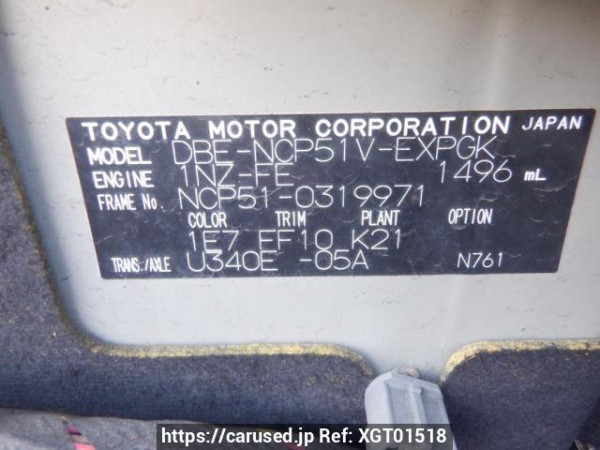 TOYOTA MOTOR CORPORATION JAPAN
MODEL DBE-NCP51V-EXPGK
ENGINE 1NZ-FE 1496 mL
FRAME No. NCP51-0319971
COLOR TRIM PLANT OPTION
1E7 EF10 K21
TRANS./AXLE U340E -05A N761
https://carused.jp Ref: XGT01518